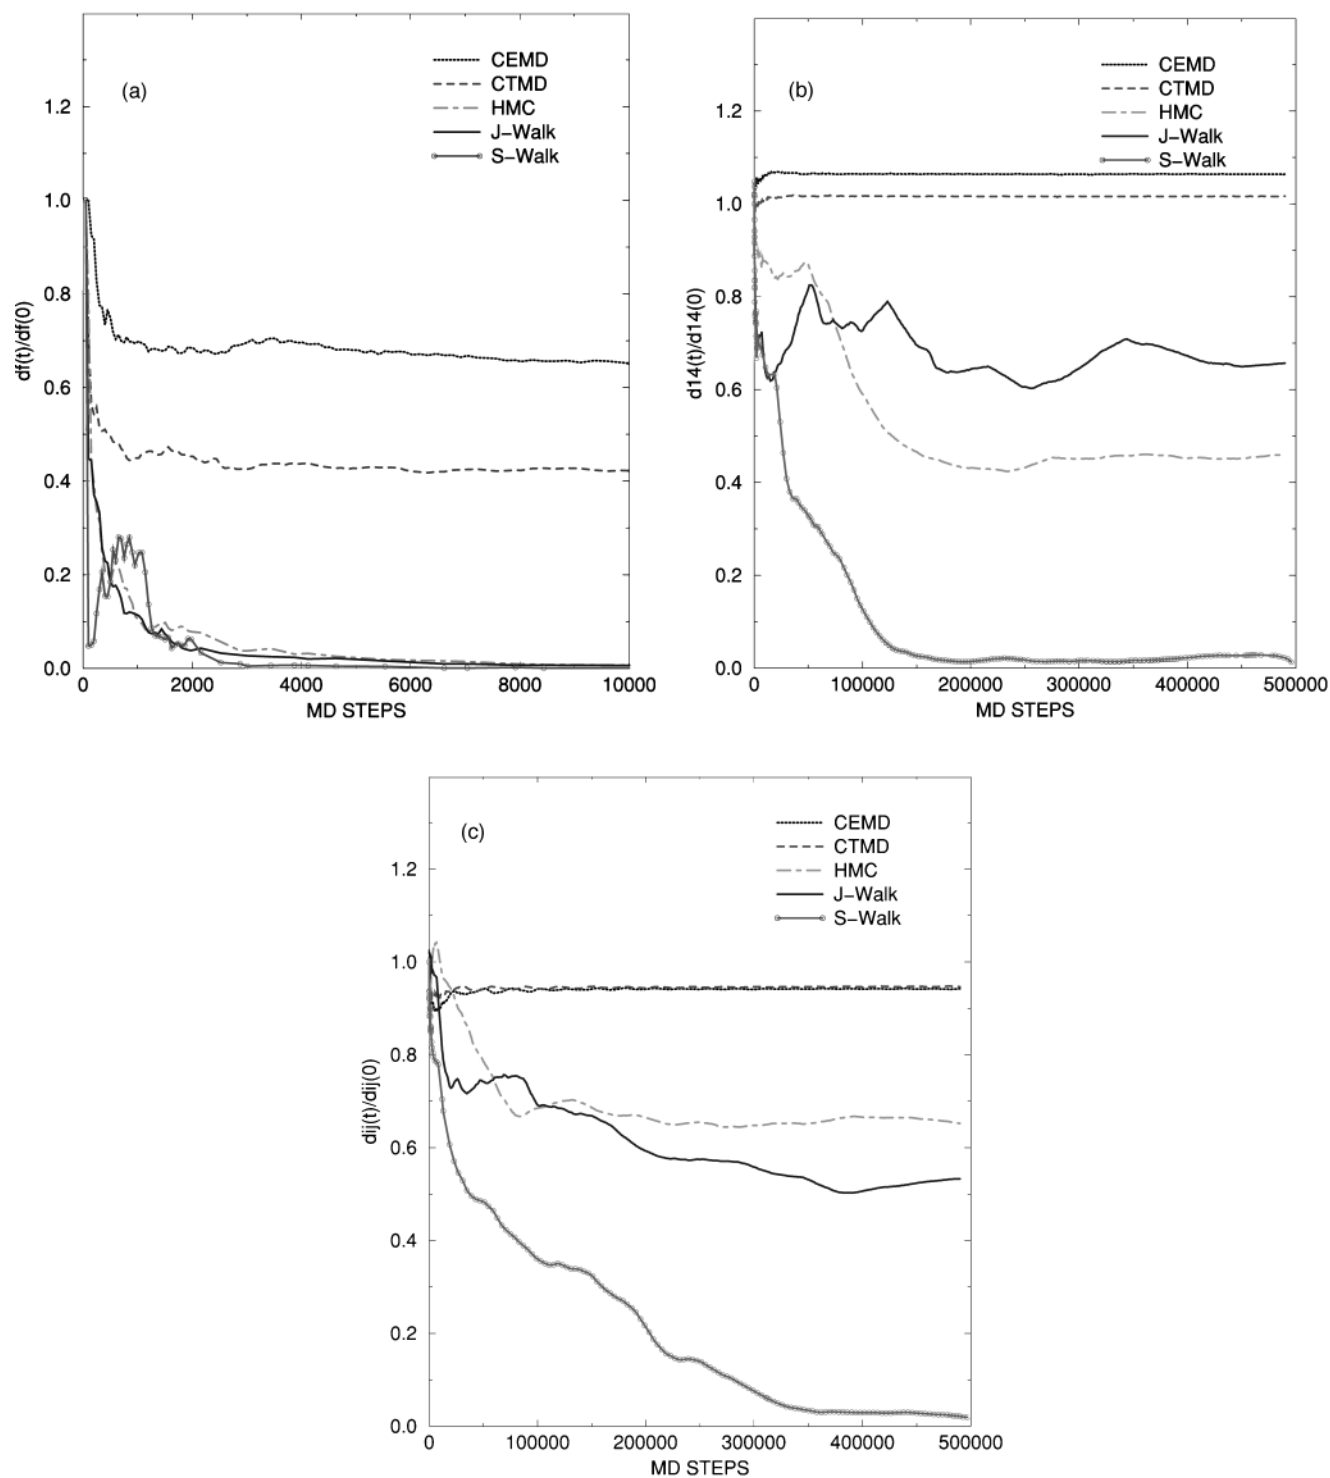 (a)
CEMD
CTMD
HMC
J-Walk
S-Walk
1.2
1.0
0.8
0.6
0.4
0.2
0.0
df(t)/df(0)
0 2000 4000 6000 8000 10000
MD STEPS
(b)
CEMD
CTMD
HMC
J-Walk
S-Walk
1.2
1.0
0.8
0.6
0.4
0.2
0.0
d14(t)/d14(0)
0 100000 200000 300000 400000 500000
MD STEPS
(c)
CEMD
CTMD
HMC
J-Walk
S-Walk
1.2
1.0
0.8
0.6
0.4
0.2
0.0
dij(t)/dij(0)
0 100000 200000 300000 400000 500000
MD STEPS